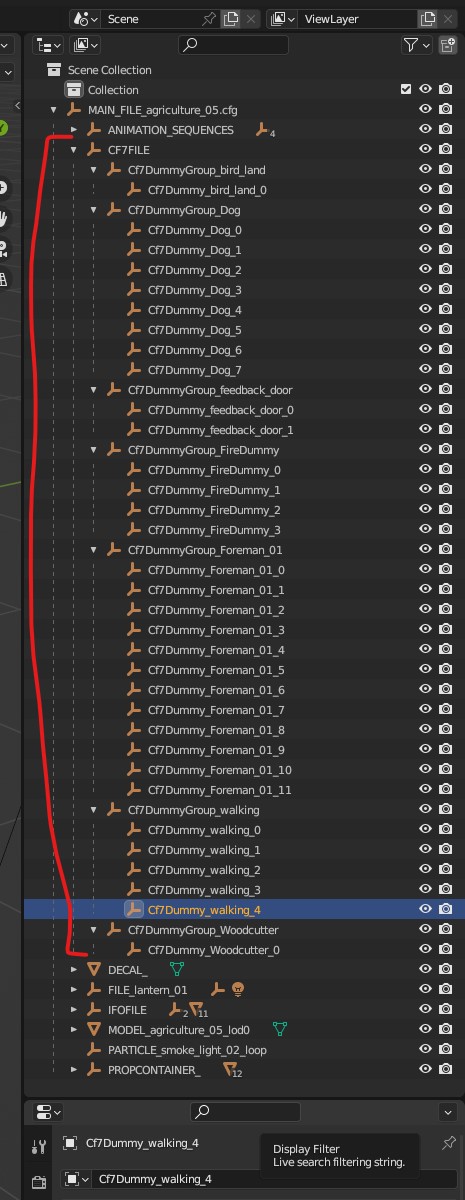 Scene
ViewLayer
Scene Collection
Collection
MAIN_FILE_agriculture_05.cfg
ANIMATION_SEQUENCES 4
CF7FILE
Cf7DummyGroup_bird_land
Cf7Dummy_bird_land_0
Cf7DummyGroup_Dog
Cf7Dummy_Dog_0
Cf7Dummy_Dog_1
Cf7Dummy_Dog_2
Cf7Dummy_Dog_3
Cf7Dummy_Dog_4
Cf7Dummy_Dog_5
Cf7Dummy_Dog_6
Cf7Dummy_Dog_7
Cf7DummyGroup_feedback_door
Cf7Dummy_feedback_door_0
Cf7Dummy_feedback_door_1
Cf7DummyGroup_FireDummy
Cf7Dummy_FireDummy_0
Cf7Dummy_FireDummy_1
Cf7Dummy_FireDummy_2
Cf7Dummy_FireDummy_3
Cf7DummyGroup_Foreman_01
Cf7Dummy_Foreman_01_0
Cf7Dummy_Foreman_01_1
Cf7Dummy_Foreman_01_2
Cf7Dummy_Foreman_01_3
Cf7Dummy_Foreman_01_4
Cf7Dummy_Foreman_01_5
Cf7Dummy_Foreman_01_6
Cf7Dummy_Foreman_01_7
Cf7Dummy_Foreman_01_8
Cf7Dummy_Foreman_01_9
Cf7Dummy_Foreman_01_10
Cf7Dummy_Foreman_01_11
Cf7DummyGroup_walking
Cf7Dummy_walking_0
Cf7Dummy_walking_1
Cf7Dummy_walking_2
Cf7Dummy_walking_3
Cf7Dummy_walking_4
Cf7DummyGroup_Woodcutter
Cf7Dummy_Woodcutter_0
DECAL_
FILE_lantern_01
IFOFILE 2 11
MODEL_agriculture_05_lod0
PARTICLE_smoke_light_02_loop
PROPCONTAINER_ 12
Cf7Dummy_walking_4
Display Filter
Live search filtering string.
Cf7Dummy_walking_4